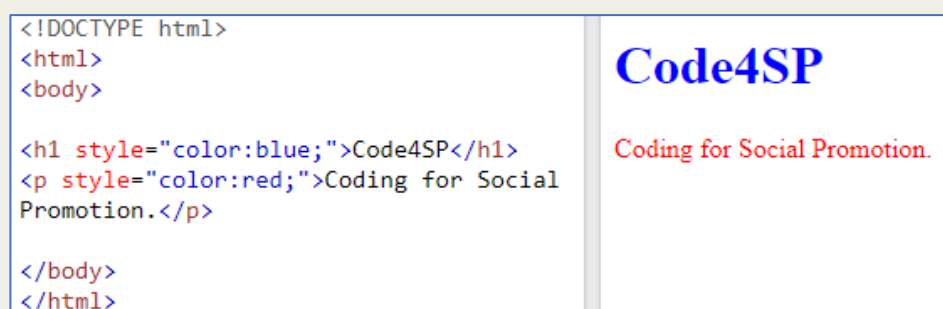 <!DOCTYPE html>
<html>
<body>
<h1 style="color:blue;">Code4SP</h1>
<p style="color:red;">Coding for Social
Promotion.</p>
</body>
</html>
Code4SP
Coding for Social Promotion.